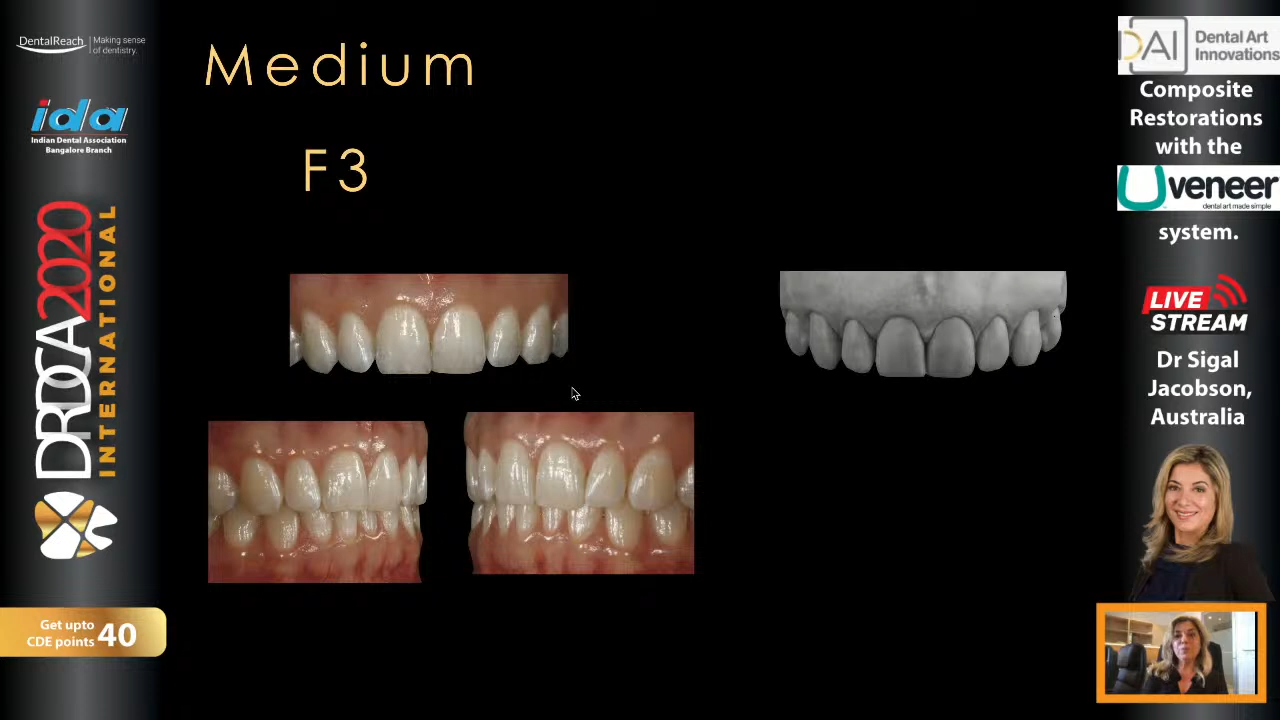 DentalReach
Making sense
of dentistry.
ida
Indian Dental Association
Bangalore Branch
DRDCA2020
INTERNATIONAL
Get upto
CDE points 40
Medium
F3
DAI Dental Art
Innovations
Composite
Restorations
with the
Uveneer
dental art made simple
system.
LIVE
STREAM
Dr Sigal
Jacobson,
Australia